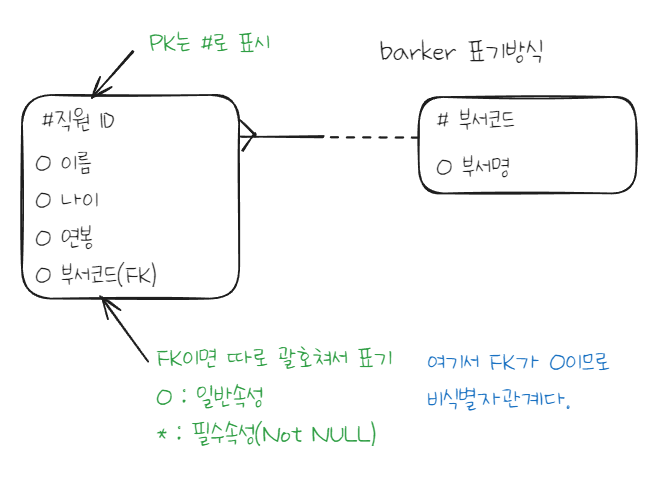 PK는 #로 표시
barker 표기방식
#직원 ID
O 이름
O 나이
O 연봉
O 부서코드(FK)
# 부서코드
O 부서명
FK이면 따로 괄호쳐서 표기
O : 일반속성
* : 필수속성(Not NULL)
여기서 FK가 O이므로
비식별자관계다.